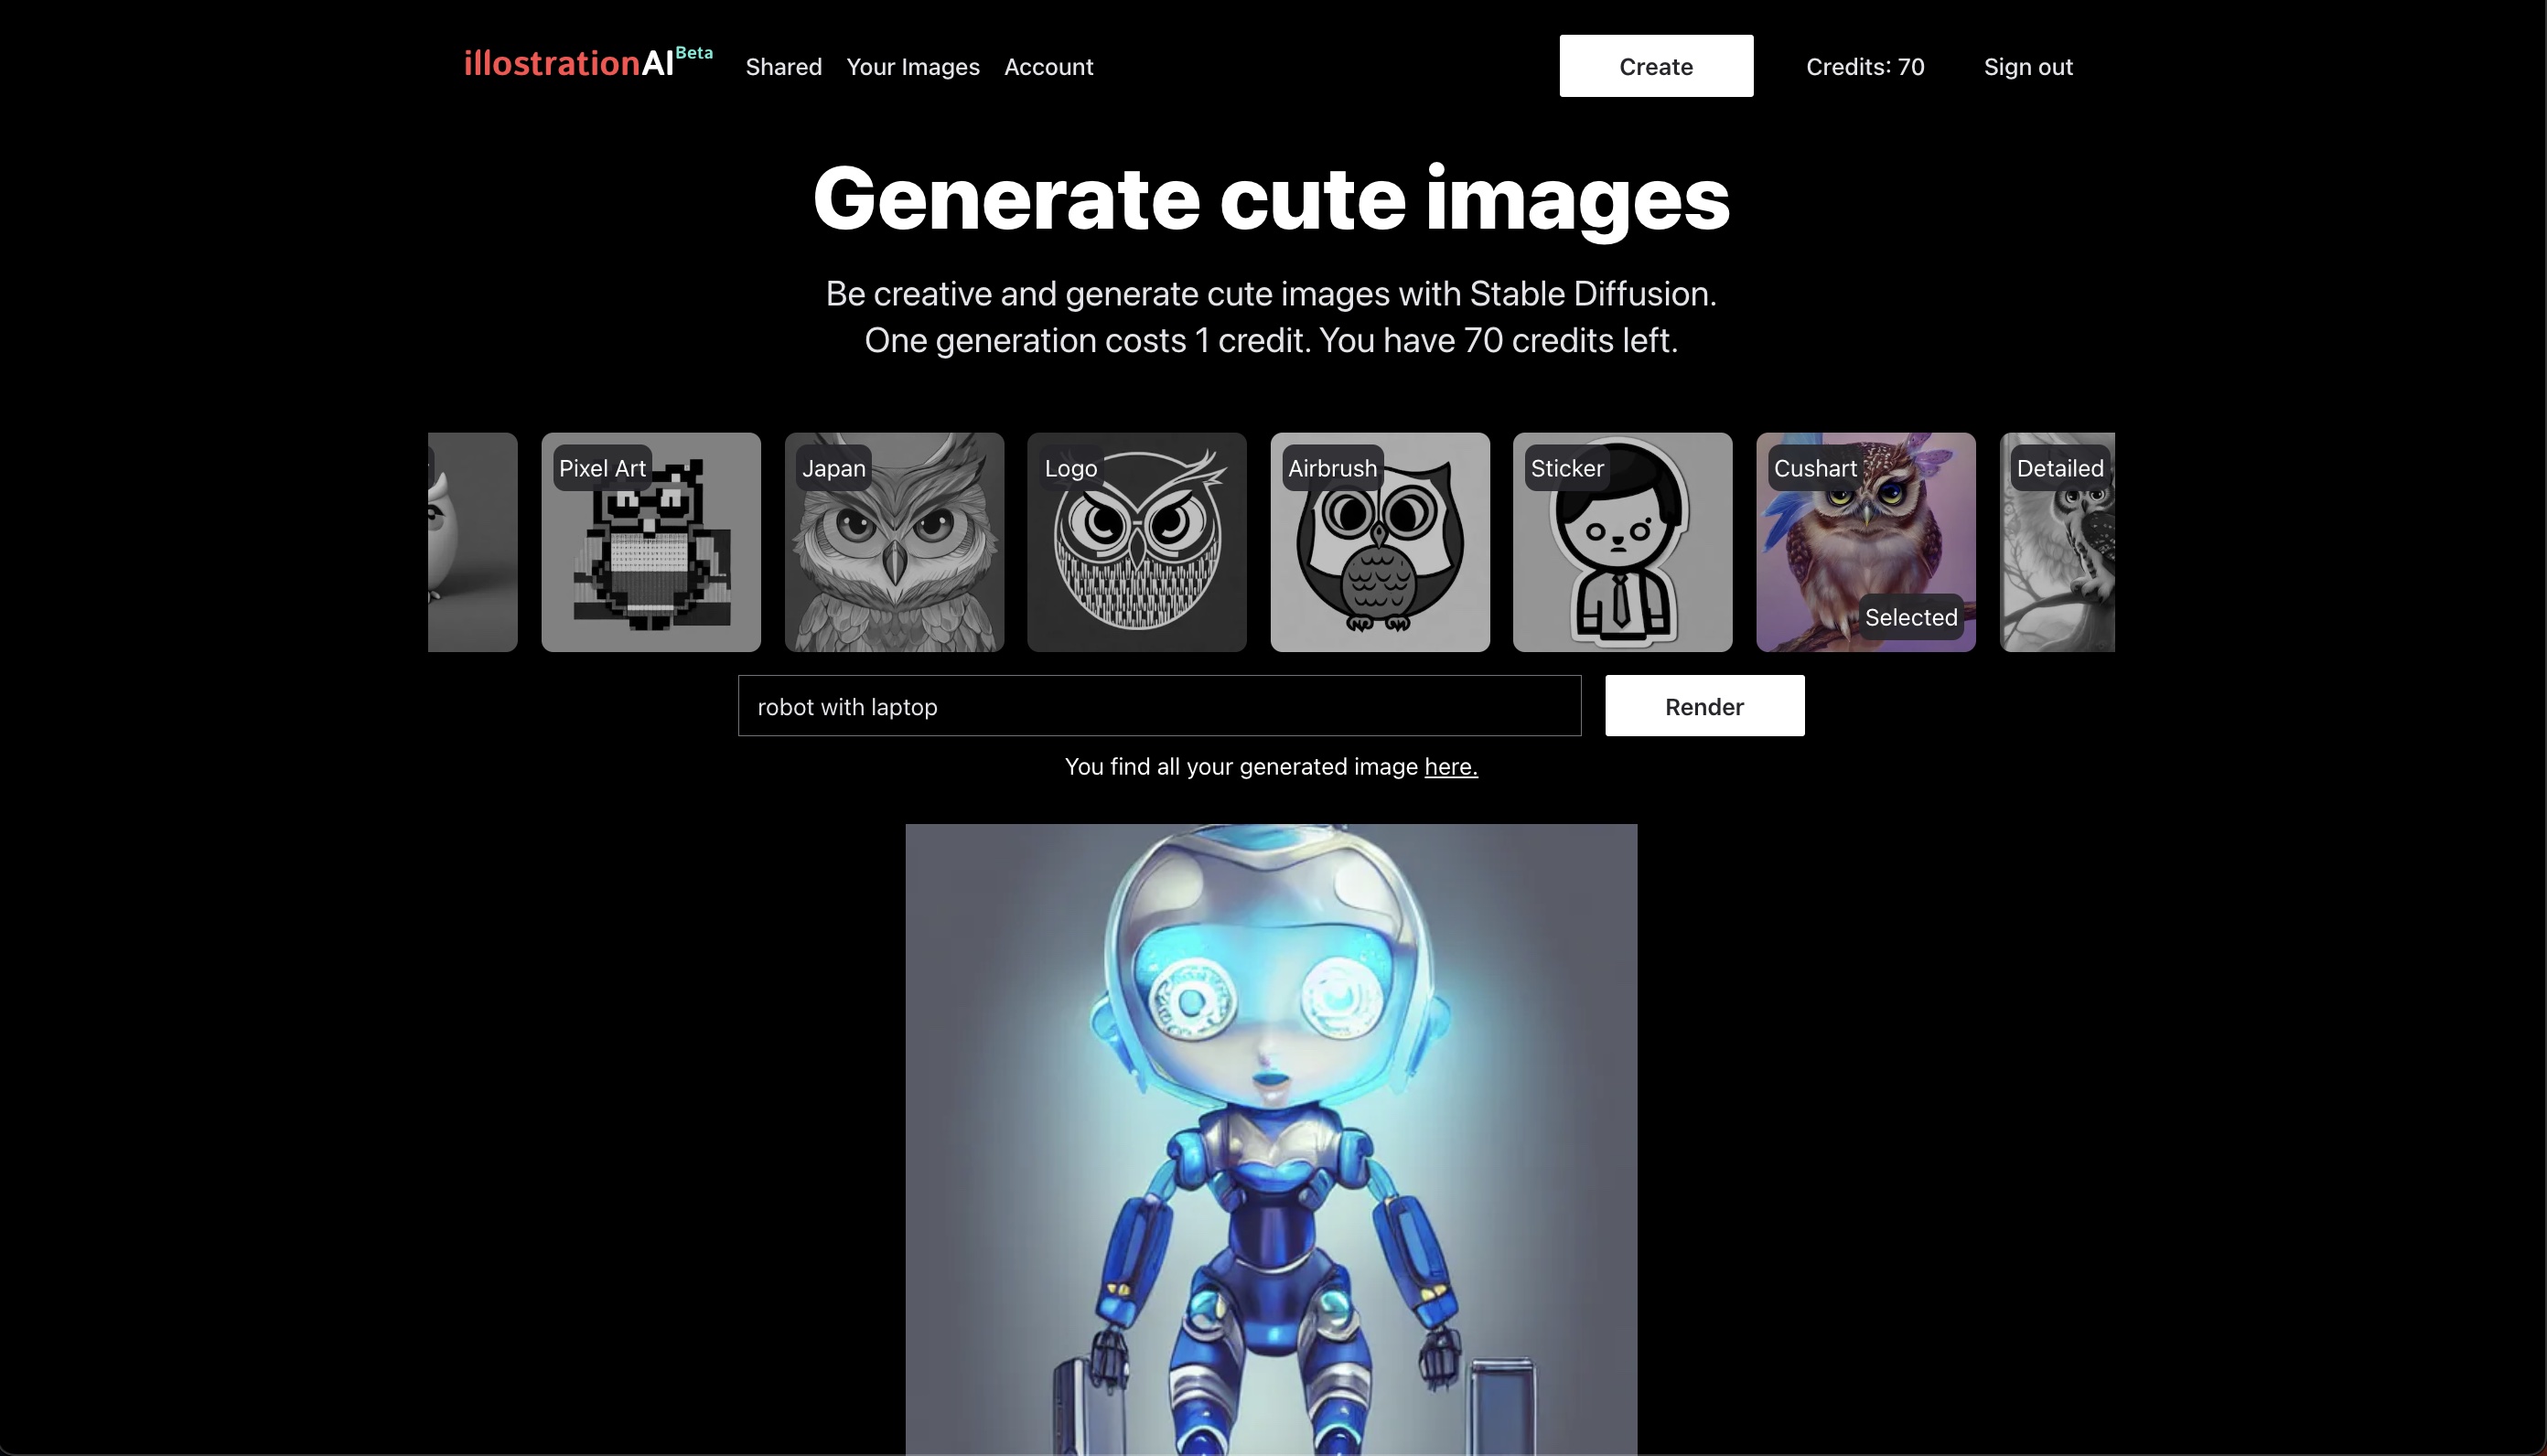 illostrationAI Beta
Shared
Your Images
Account
Create
Credits: 70
Sign out
Generate cute images
Be creative and generate cute images with Stable Diffusion.
One generation costs 1 credit. You have 70 credits left.
Pixel Art
Japan
Logo
Airbrush
Sticker
Cushart
Selected
Detailed
robot with laptop
Render
You find all your generated image here.